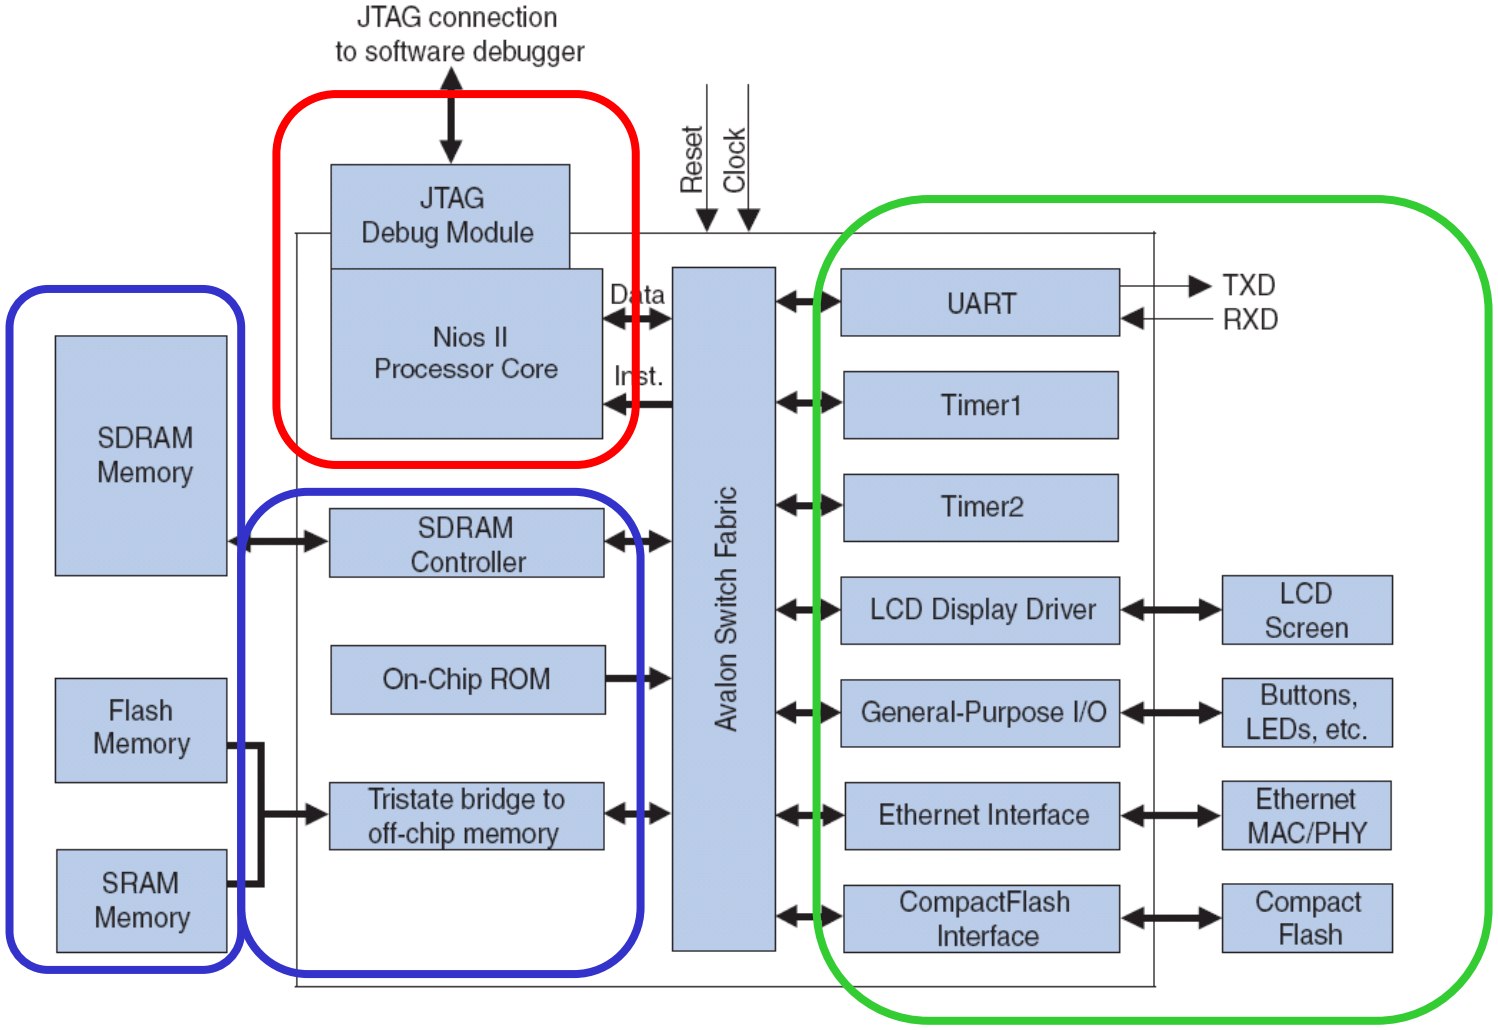 JTAG connection
to software debugger
Reset
Clock
JTAG
Debug Module
Nios II
Processor Core
Data
Inst.
SDRAM
Memory
Flash
Memory
SRAM
Memory
SDRAM
Controller
On-Chip ROM
Tristate bridge to
off-chip memory
Avalon Switch Fabric
UART
TXD
RXD
Timer1
Timer2
LCD Display Driver
LCD
Screen
General-Purpose I/O
Buttons,
LEDs, etc.
Ethernet Interface
Ethernet
MAC/PHY
CompactFlash
Interface
Compact
Flash